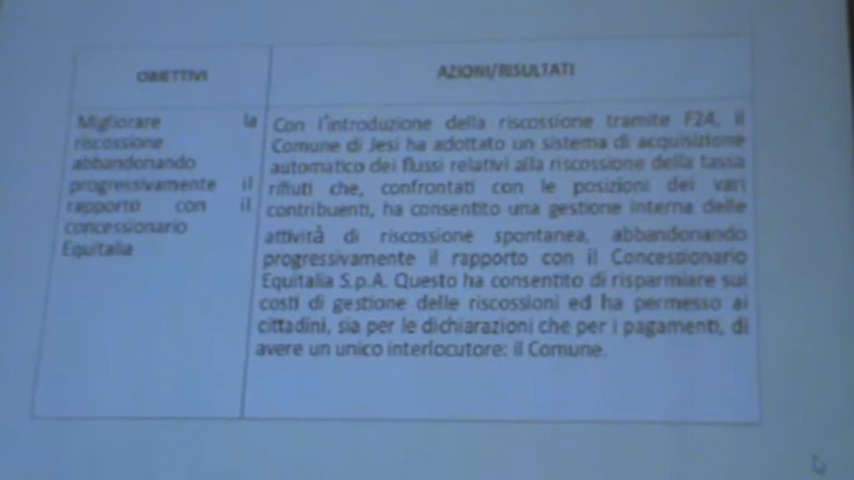 OBIETTIVI
AZIONI/RISULTATI
Migliorare la
riscossione
abbandonando
progressivamente il
rapporto con il
concessionario
Equitalia
Con l'introduzione della riscossione tramite F24, il
Comune di Jesi ha adottato un sistema di acquisizione
automatico dei flussi relativi alla riscossione della tassa
rifiuti che, confrontati con le posizioni dei vari
contribuenti, ha consentito una gestione interna delle
attività di riscossione spontanea, abbandonando
progressivamente il rapporto con il Concessionario
Equitalia S.p.A. Questo ha consentito di risparmiare sui
costi di gestione delle riscossioni ed ha permesso ai
cittadini, sia per le dichiarazioni che per i pagamenti, di
avere un unico interlocutore: il Comune.